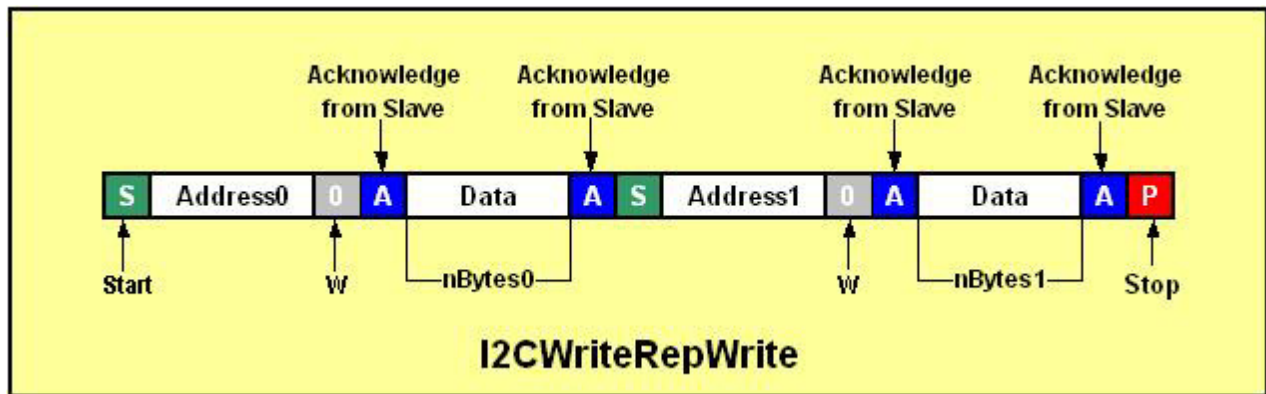 Acknowledge Acknowledge Acknowledge Acknowledge
from Slave from Slave from Slave from Slave
S Address0 0 A Data A S Address1 0 A Data A P
Start W nBytes0 W nBytes1 Stop
I2CWriteRepWrite